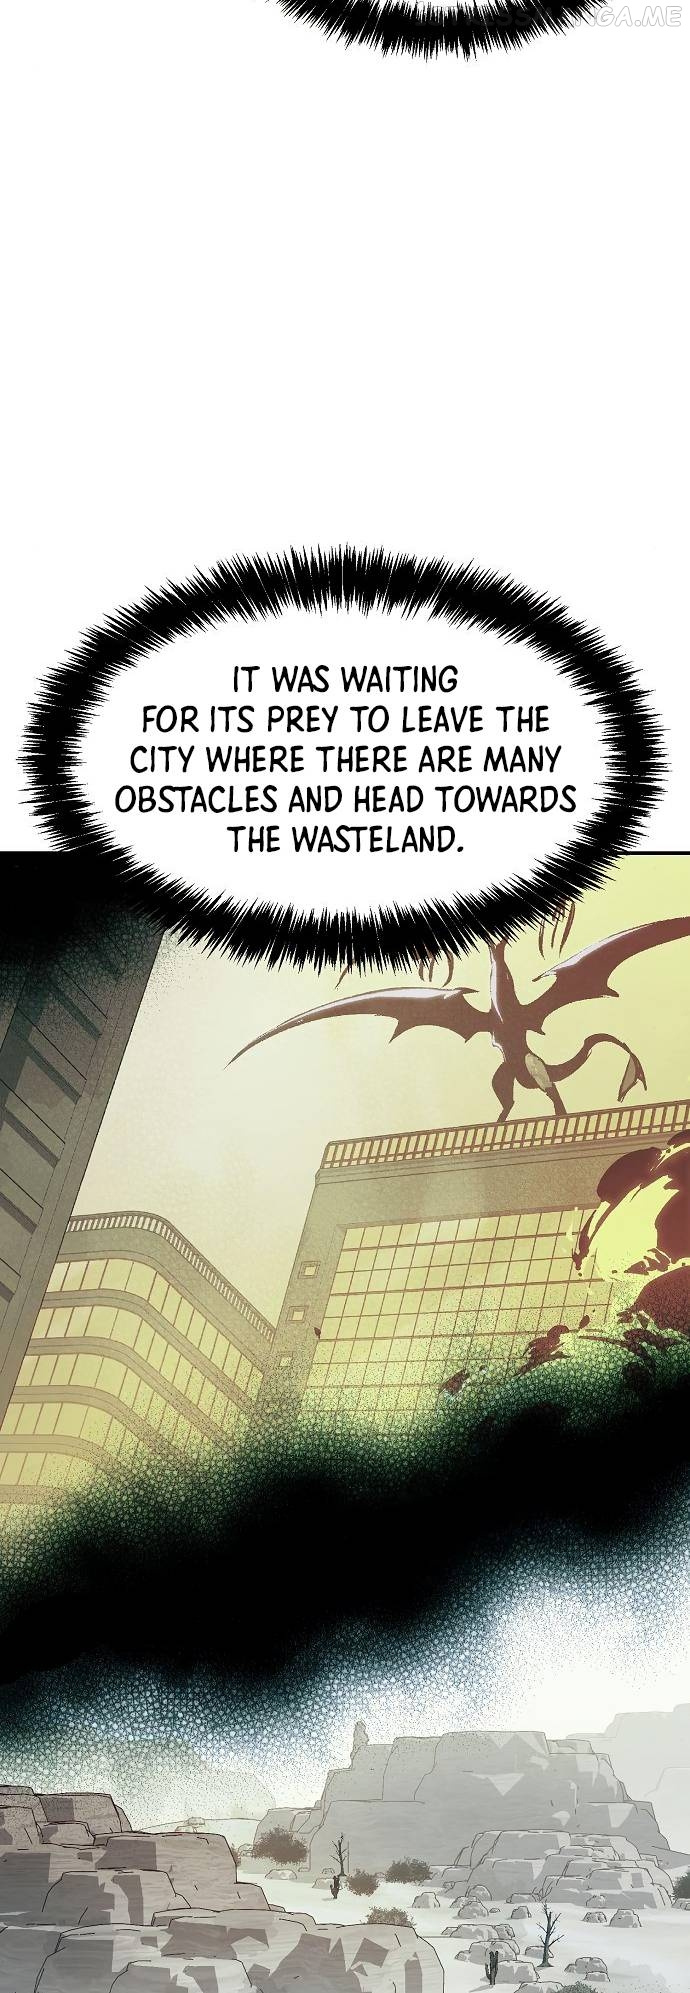 IT WAS WAITING
FOR ITS PREY TO LEAVE THE
CITY WHERE THERE ARE MANY
OBSTACLES AND HEAD TOWARDS
THE WASTELAND.